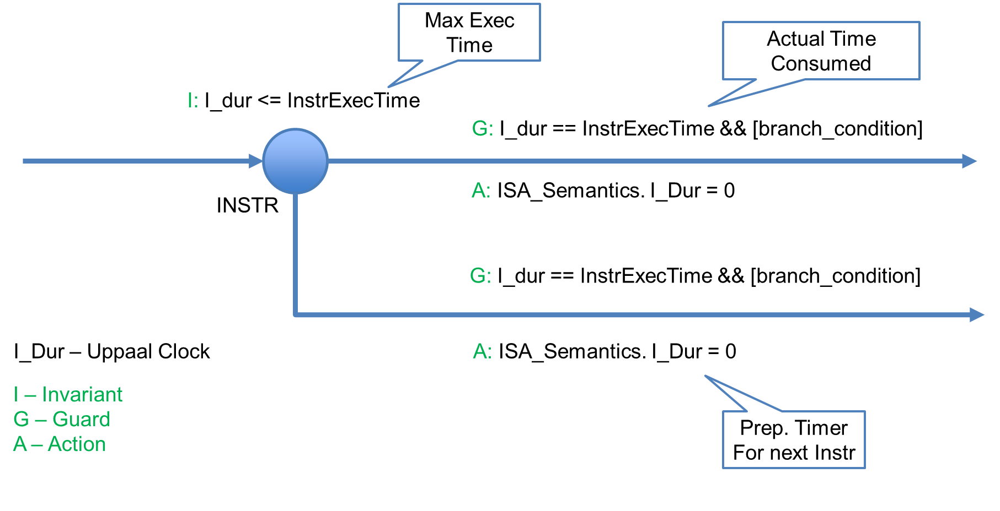 Max Exec
Time
Actual Time
Consumed
I: I_dur <= InstrExecTime
G: I_dur == InstrExecTime && [branch_condition]
A: ISA_Semantics. I_Dur = 0
INSTR
G: I_dur == InstrExecTime && [branch_condition]
A: ISA_Semantics. I_Dur = 0
I_Dur – Uppaal Clock
I – Invariant
G – Guard
A – Action
Prep. Timer
For next Instr